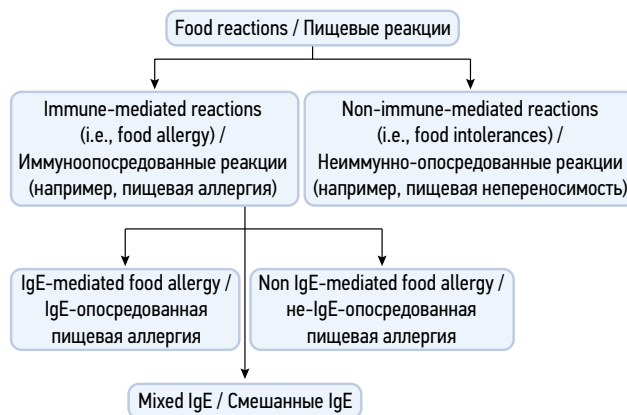 Food reactions / Пищевые реакции
Immune-mediated reactions
(i.e., food allergy) /
Иммуноопосредованные реакции
(например, пищевая аллергия)
Non-immune-mediated reactions
(i.e., food intolerances) /
Неиммунно-опосредованные реакции
(например, пищевая непереносимость)
IgE-mediated food allergy /
IgE-опосредованная
пищевая аллергия
Non IgE-mediated food allergy /
не-IgE-опосредованная
пищевая аллергия
Mixed IgE / Смешанные IgE